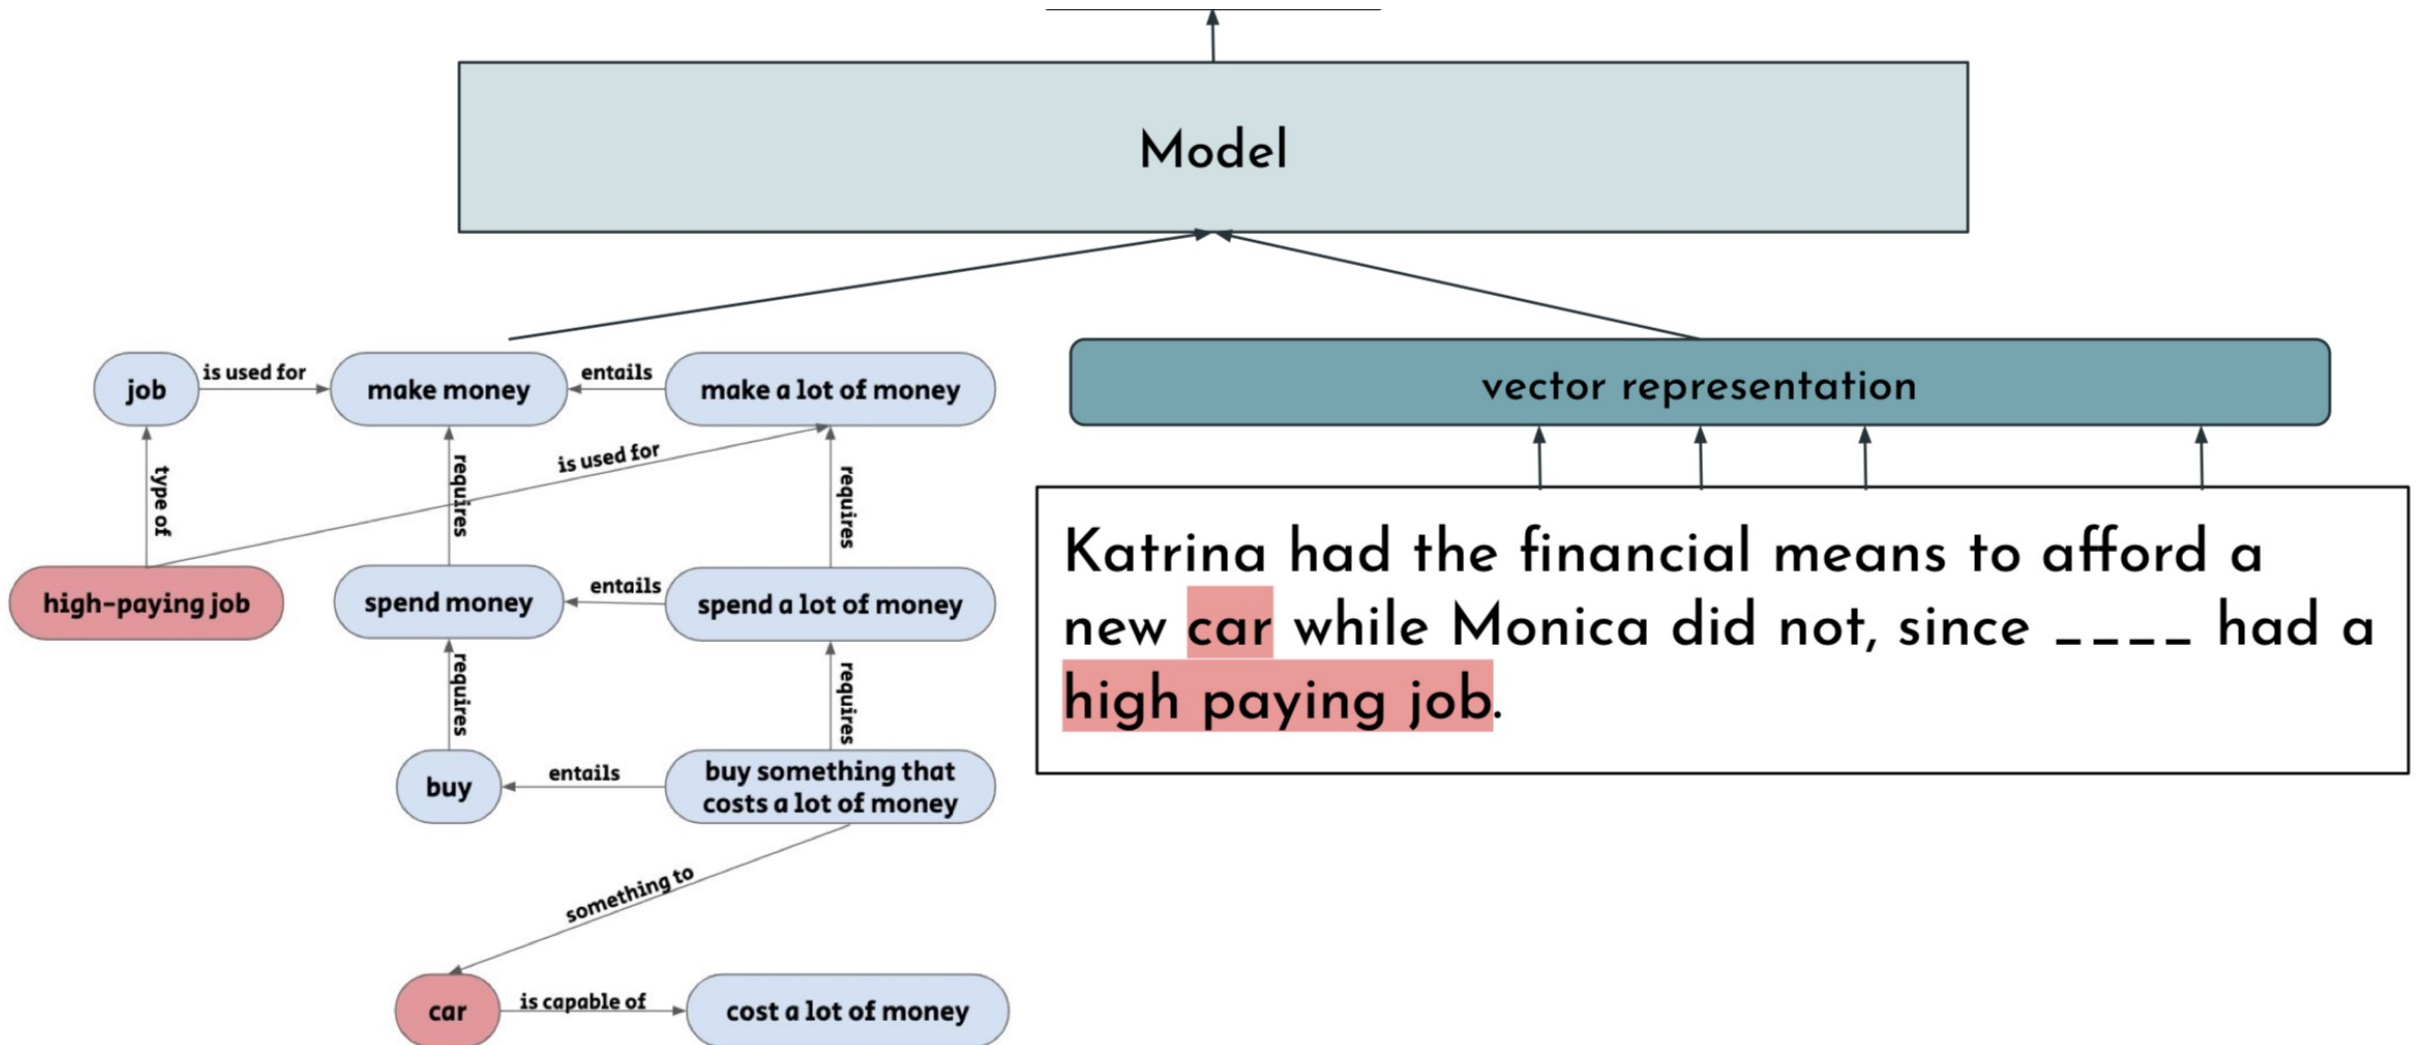 Model
job
is used for
make money
entails
make a lot of money
vector representation
type of
requires
is used for
requires
high-paying job
spend money
entails
spend a lot of money
Katrina had the financial means to afford a
new car while Monica did not, since ____ had a
high paying job.
requires
requires
buy
entails
buy something that
costs a lot of money
something to
car
is capable of
cost a lot of money